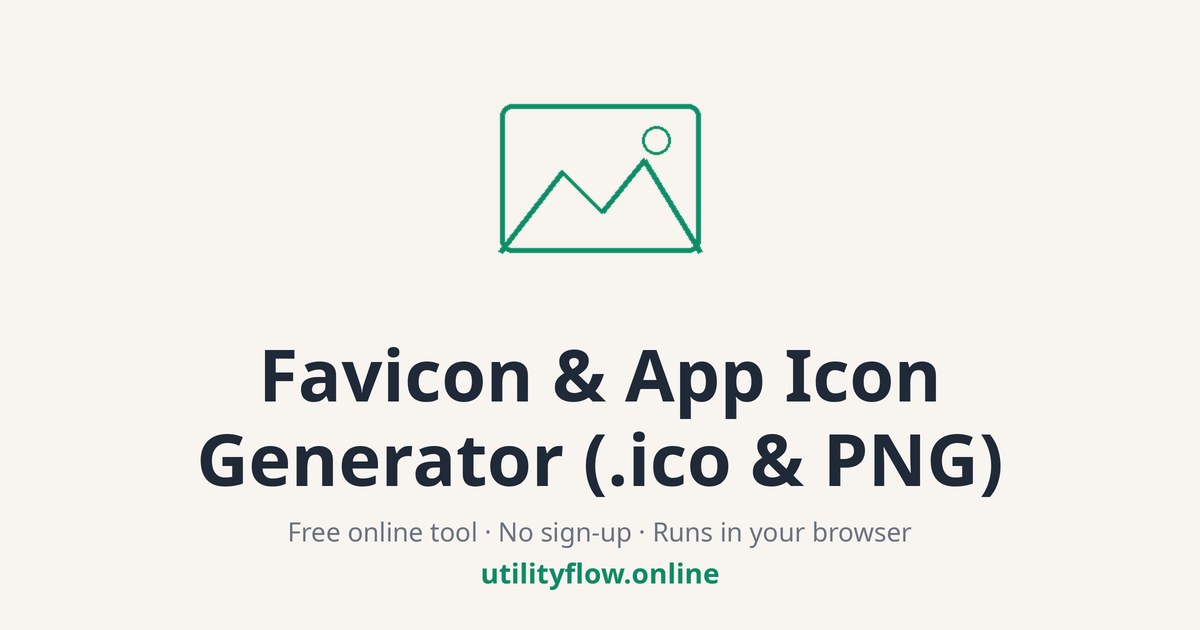 Favicon & App Icon
Generator (.ico & PNG)
Free online tool · No sign-up · Runs in your browser
utilityflow.online